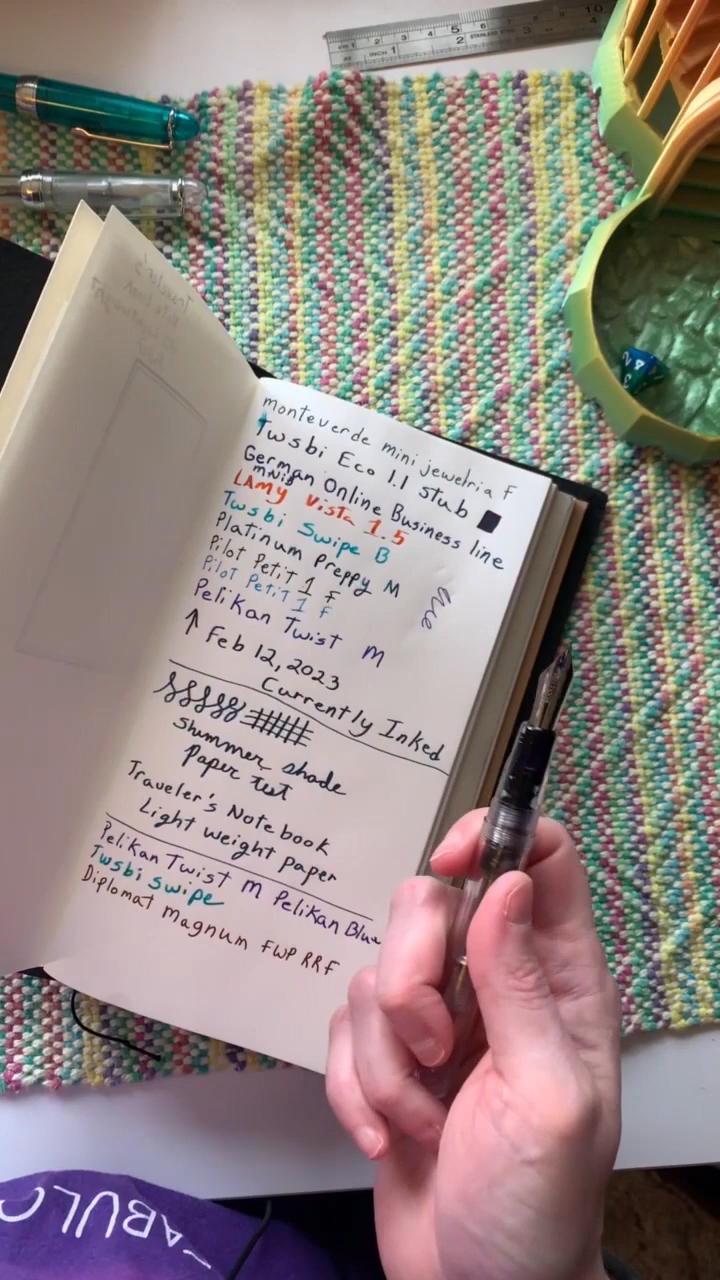 monteverde mini jewelria F
Twsbi Eco 1.1 stub
German Online Business line
mNib
LAmy Vista 1.5
Twsbi Swipe B
Platinum Preppy M
Pilot Petit 1 F
Pilot Petit 1 F
Pelikan Twist M
↑ Feb 12, 2023
Currently Inked
shimmer shade
Paper test
Traveler's Notebook
Light weight paper
Pelikan Twist M Pelikan Blue
Twsbi Swipe
Diplomat Magnum FWP RRF
FABULO